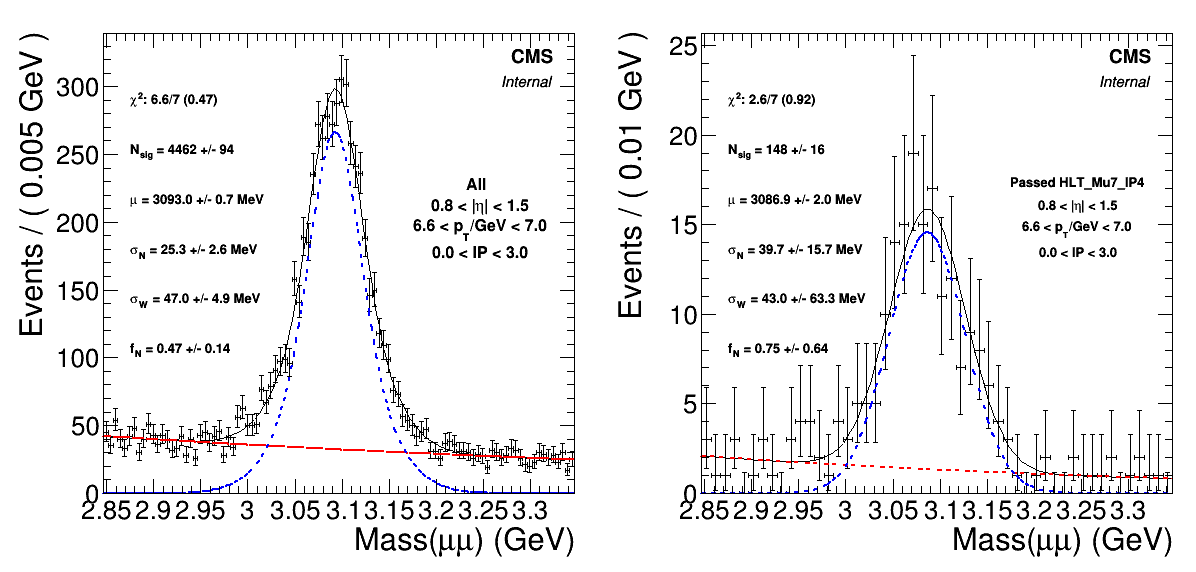 CMS
Internal
χ²: 6.6/7 (0.47)
N_sig = 4462 +/- 94
μ = 3093.0 +/- 0.7 MeV
σ_N = 25.3 +/- 2.6 MeV
σ_W = 47.0 +/- 4.9 MeV
f_N = 0.47 +/- 0.14
All
0.8 < |η| < 1.5
6.6 < p_T/GeV < 7.0
0.0 < IP < 3.0
Events / ( 0.005 GeV )
300
250
200
150
100
50
0
2.85 2.9 2.95 3 3.05 3.1 3.15 3.2 3.25 3.3
Mass(μμ) (GeV)
CMS
Internal
χ²: 2.6/7 (0.92)
N_sig = 148 +/- 16
μ = 3086.9 +/- 2.0 MeV
σ_N = 39.7 +/- 15.7 MeV
σ_W = 43.0 +/- 63.3 MeV
f_N = 0.75 +/- 0.64
Passed HLT_Mu7_IP4
0.8 < |η| < 1.5
6.6 < p_T/GeV < 7.0
0.0 < IP < 3.0
Events / ( 0.01 GeV )
25
20
15
10
5
0
2.85 2.9 2.95 3 3.05 3.1 3.15 3.2 3.25 3.3
Mass(μμ) (GeV)